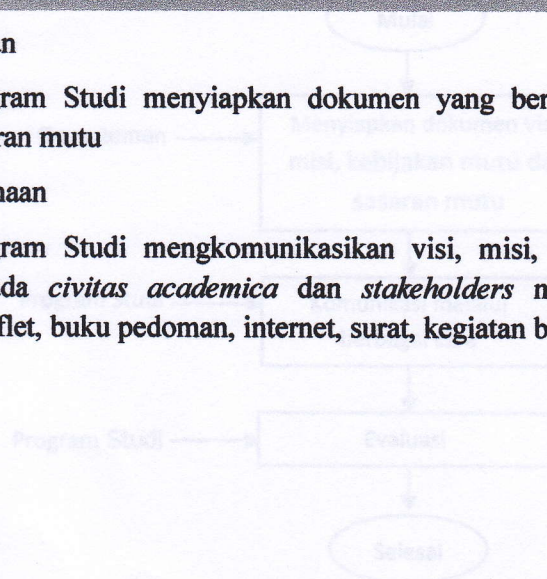 an
ram Studi menyiapkan dokumen yang ber
ran mutu
naan
gram Studi mengkomunikasikan visi, misi,
da civitas academica dan stakeholders m
flet, buku pedoman, internet, surat, kegiatan b
Mulai
Menyiapkan dokumen vis
misi, kebijakan mutu da
sasaran mutu
Program Studi
Evaluasi
Selesai